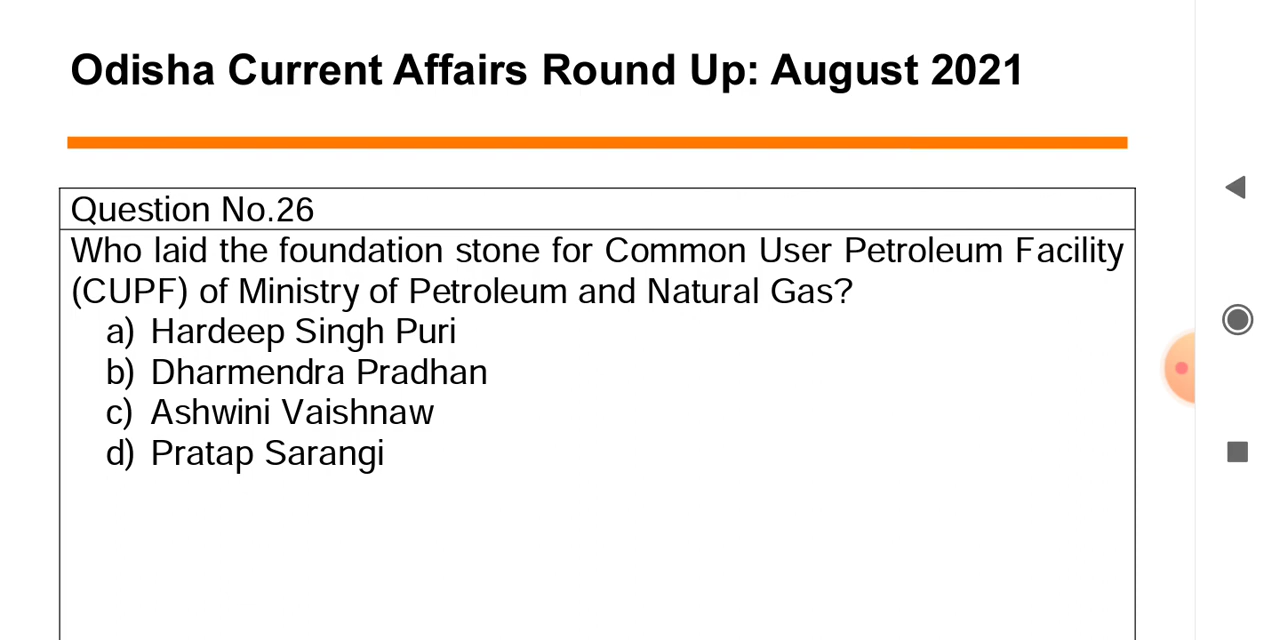 Odisha Current Affairs Round Up: August 2021
Question No.26
Who laid the foundation stone for Common User Petroleum Facility
(CUPF) of Ministry of Petroleum and Natural Gas?
a) Hardeep Singh Puri
b) Dharmendra Pradhan
c) Ashwini Vaishnaw
d) Pratap Sarangi